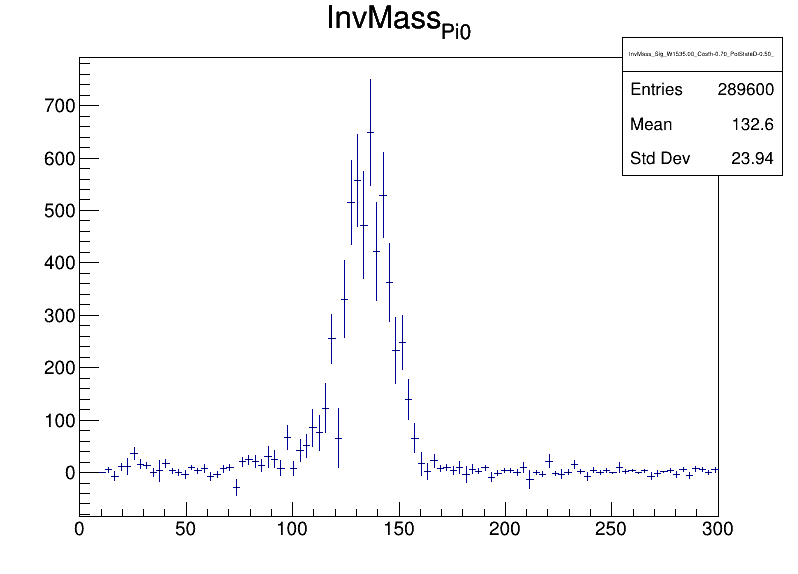 InvMass_Pi0
InvMass_Sig_W1535.00_Costh-0.70_PolStateD-0.50_
Entries 289600
Mean 132.6
Std Dev 23.94
700
600
500
400
300
200
100
0
0 50 100 150 200 250 300